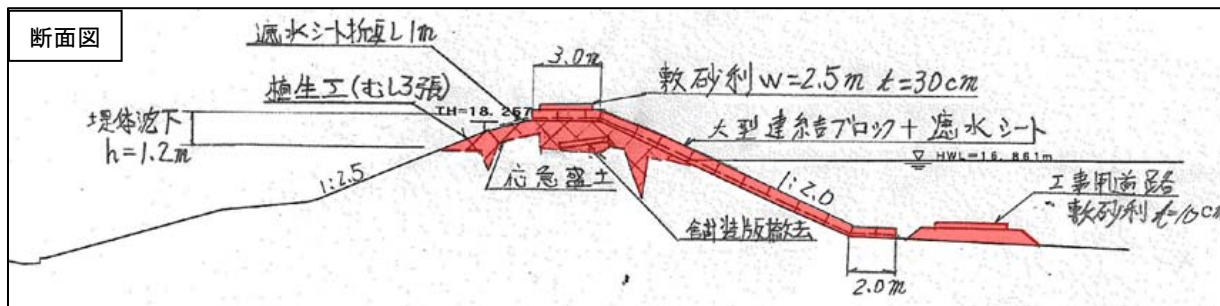 断面図
遮水シート折返し1m
3.0m
軟砂利 W=2.5m t=30cm
植生工(むしろ張)
TH=18.267
堤体沈下
h=1.2m
大型連結ブロック+遮水シート
HWL=16.861m
1:2.5
応急盛土
1:2.0
工事用道路
軟砂利 t=10cm
舗装版撤去
2.0m